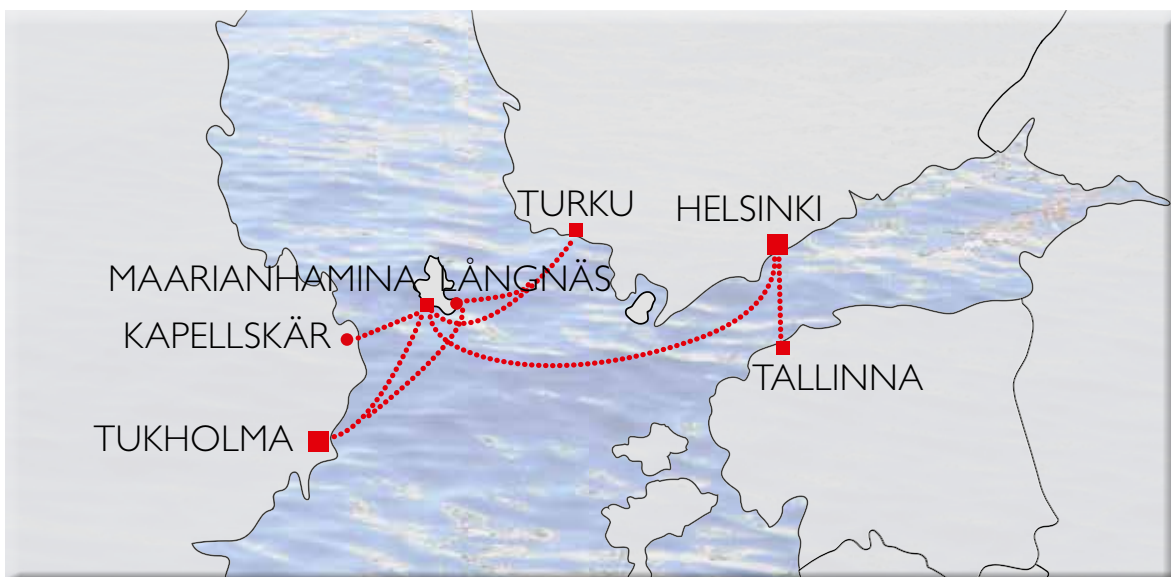 TURKU
HELSINKI
MAARIANHAMINA
LÅNGNÄS
KAPELLSKÄR
TALLINNA
TUKHOLMA